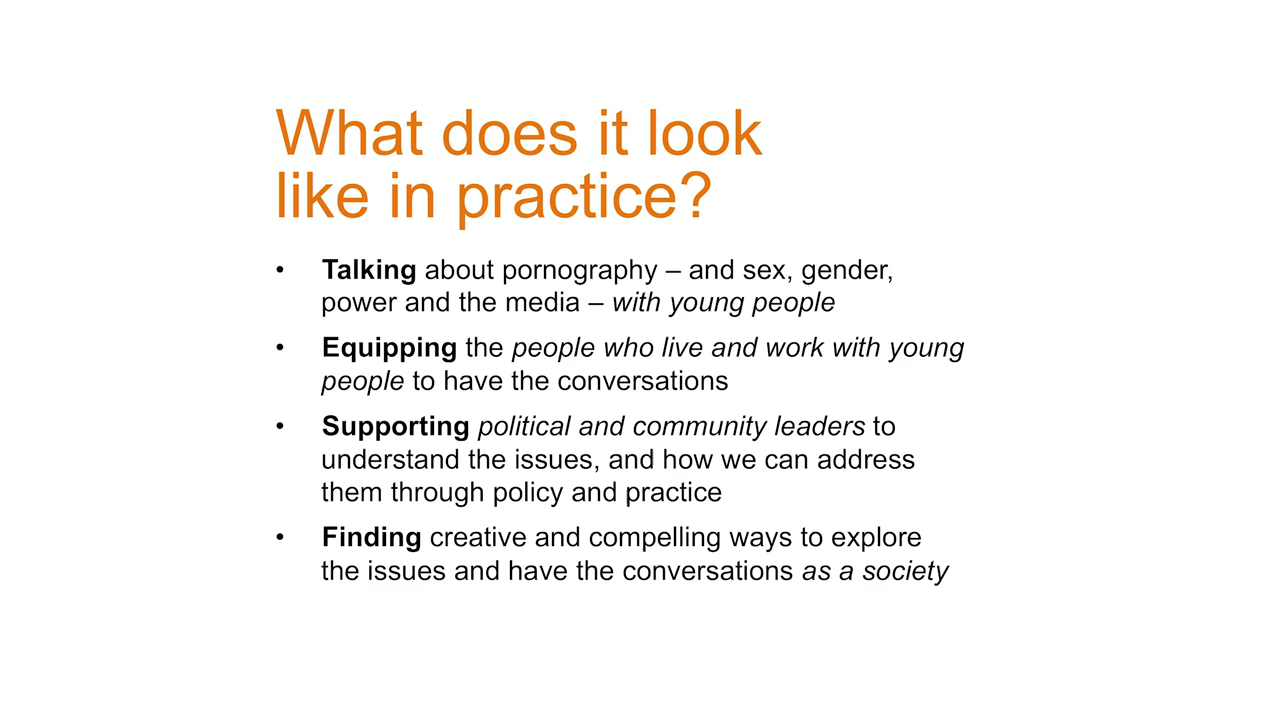 What does it look
like in practice?
• Talking about pornography – and sex, gender,
power and the media – with young people
• Equipping the people who live and work with young
people to have the conversations
• Supporting political and community leaders to
understand the issues, and how we can address
them through policy and practice
• Finding creative and compelling ways to explore
the issues and have the conversations as a society